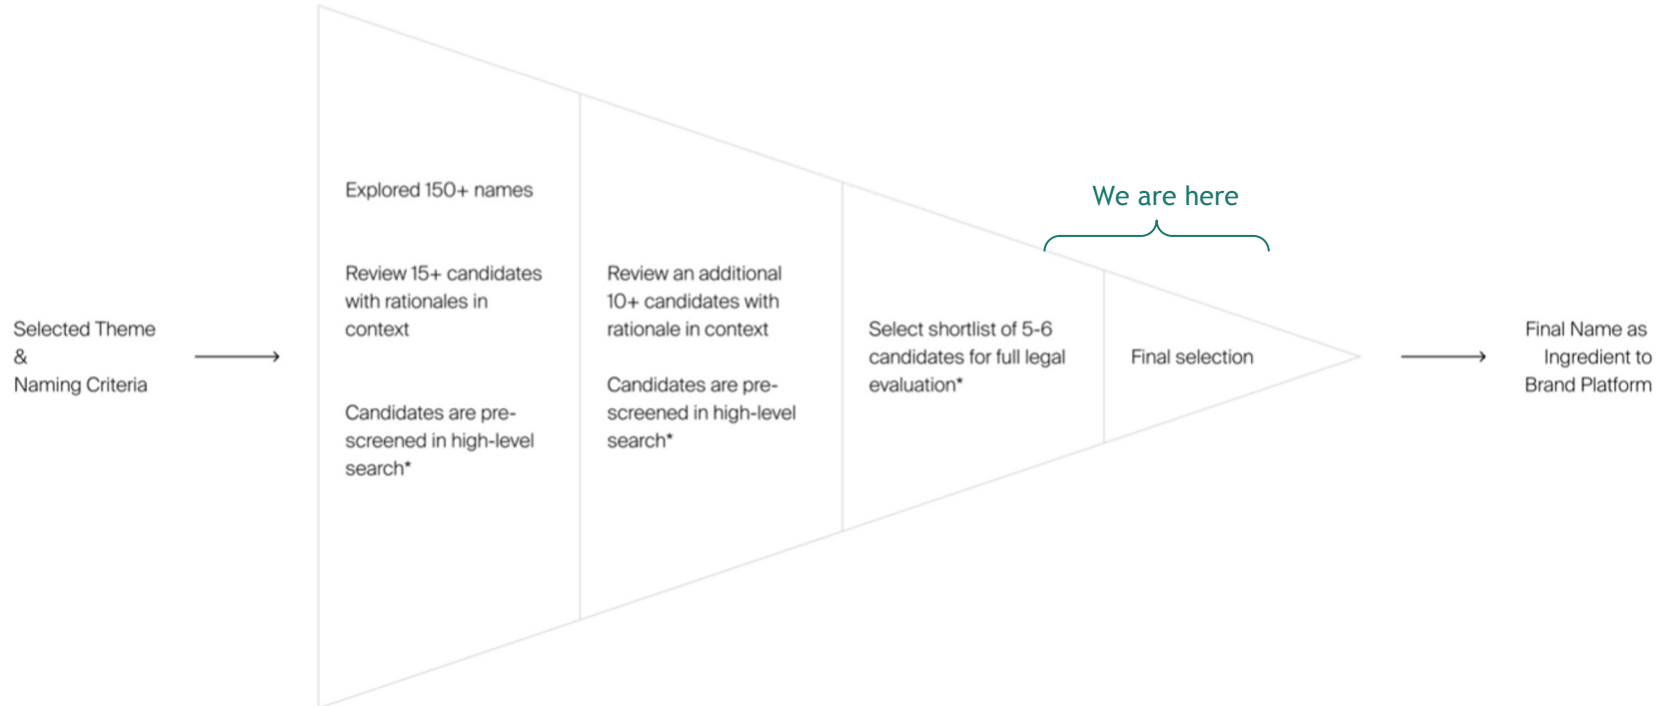 We are here
Selected Theme
&
Naming Criteria
Explored 150+ names
Review 15+ candidates
with rationales in
context
Candidates are pre-
screened in high-level
search*
Review an additional
10+ candidates with
rationale in context
Candidates are pre-
screened in high-level
search*
Select shortlist of 5-6
candidates for full legal
evaluation*
Final selection
Final Name as
Ingredient to
Brand Platform